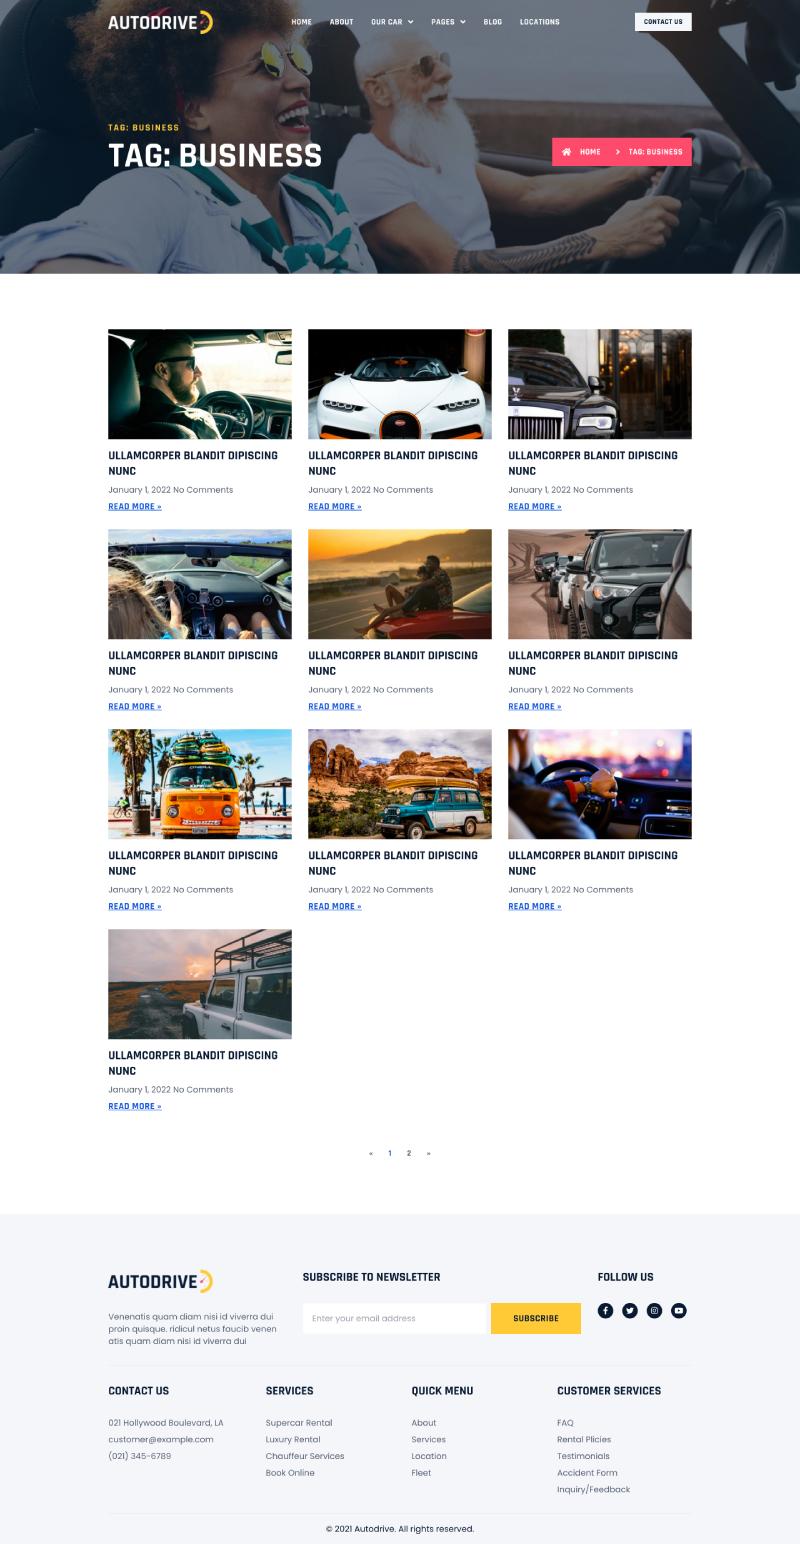 AUTODRIVE
HOME ABOUT OUR CAR PAGES BLOG LOCATIONS
CONTACT US
TAG: BUSINESS
TAG: BUSINESS
HOME > TAG: BUSINESS
ULLAMCORPER BLANDIT DIPISCING
NUNC
January 1, 2022 No Comments
READ MORE »
ULLAMCORPER BLANDIT DIPISCING
NUNC
January 1, 2022 No Comments
READ MORE »
ULLAMCORPER BLANDIT DIPISCING
NUNC
January 1, 2022 No Comments
READ MORE »
ULLAMCORPER BLANDIT DIPISCING
NUNC
January 1, 2022 No Comments
READ MORE »
ULLAMCORPER BLANDIT DIPISCING
NUNC
January 1, 2022 No Comments
READ MORE »
ULLAMCORPER BLANDIT DIPISCING
NUNC
January 1, 2022 No Comments
READ MORE »
ULLAMCORPER BLANDIT DIPISCING
NUNC
January 1, 2022 No Comments
READ MORE »
ULLAMCORPER BLANDIT DIPISCING
NUNC
January 1, 2022 No Comments
READ MORE »
ULLAMCORPER BLANDIT DIPISCING
NUNC
January 1, 2022 No Comments
READ MORE »
ULLAMCORPER BLANDIT DIPISCING
NUNC
January 1, 2022 No Comments
READ MORE »
« 1 2 »
AUTODRIVE
Venenatis quam diam nisi id viverra dui
proin quisque. ridicul netus faucib venen
atis quam diam nisi id viverra dui
SUBSCRIBE TO NEWSLETTER
Enter your email address
SUBSCRIBE
FOLLOW US
CONTACT US
021 Hollywood Boulevard, LA
customer@example.com
(021) 345-6789
SERVICES
Supercar Rental
Luxury Rental
Chauffeur Services
Book Online
QUICK MENU
About
Services
Location
Fleet
CUSTOMER SERVICES
FAQ
Rental Plicies
Testimonials
Accident Form
Inquiry/Feedback
© 2021 Autodrive. All rights reserved.